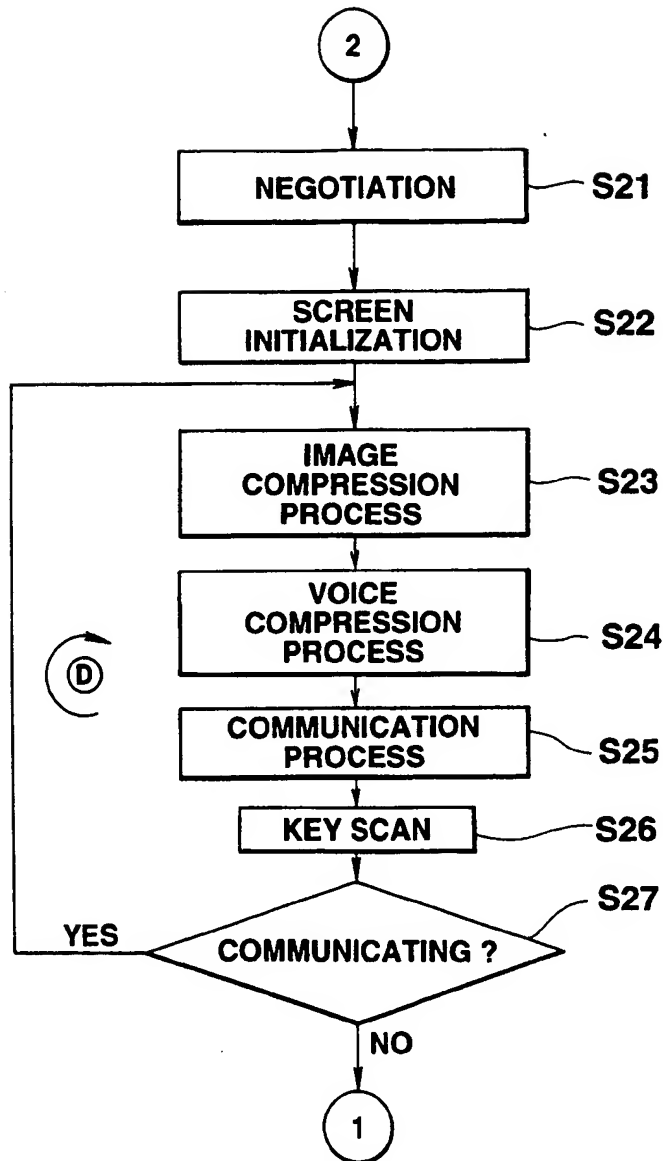 2
NEGOTIATION
S21
SCREEN
INITIALIZATION
S22
IMAGE
COMPRESSION
PROCESS
S23
VOICE
COMPRESSION
PROCESS
S24
D
COMMUNICATION
PROCESS
S25
KEY SCAN
S26
S27
YES
COMMUNICATING ?
NO
1